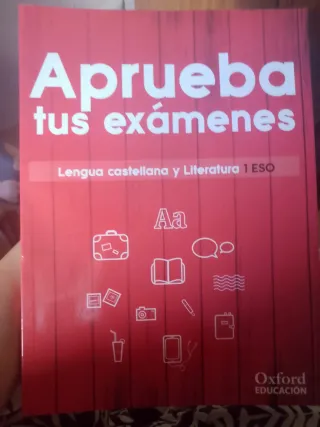 Aprueba
tus exámenes
Lengua castellana y Literatura 1 ESO
Aa
Oxford
EDUCACIÓN